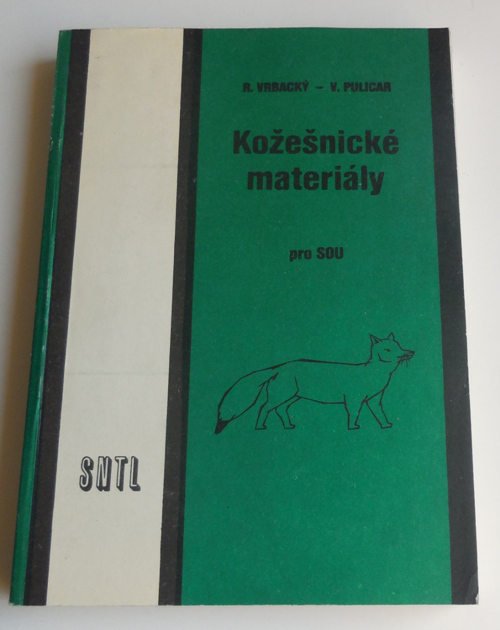 R. VRBACKÝ – V. PULICAR
Kožešnické
materiály
pro SOU
SNTL